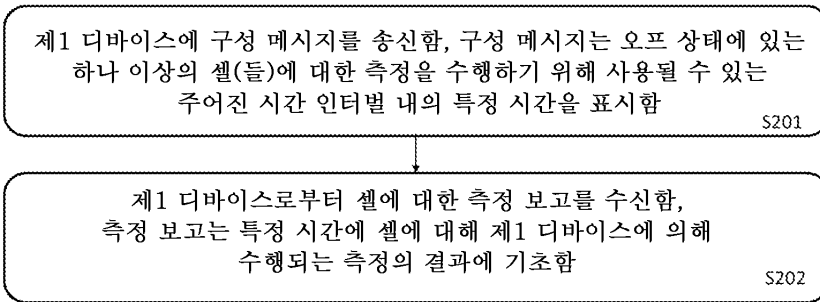 제1 디바이스에 구성 메시지를 송신함, 구성 메시지는 오프 상태에 있는
하나 이상의 셀(들)에 대한 측정을 수행하기 위해 사용될 수 있는
주어진 시간 인터벌 내의 특정 시간을 표시함
S201
제1 디바이스로부터 셀에 대한 측정 보고를 수신함,
측정 보고는 특정 시간에 셀에 대해 제1 디바이스에 의해
수행되는 측정의 결과에 기초함
S202